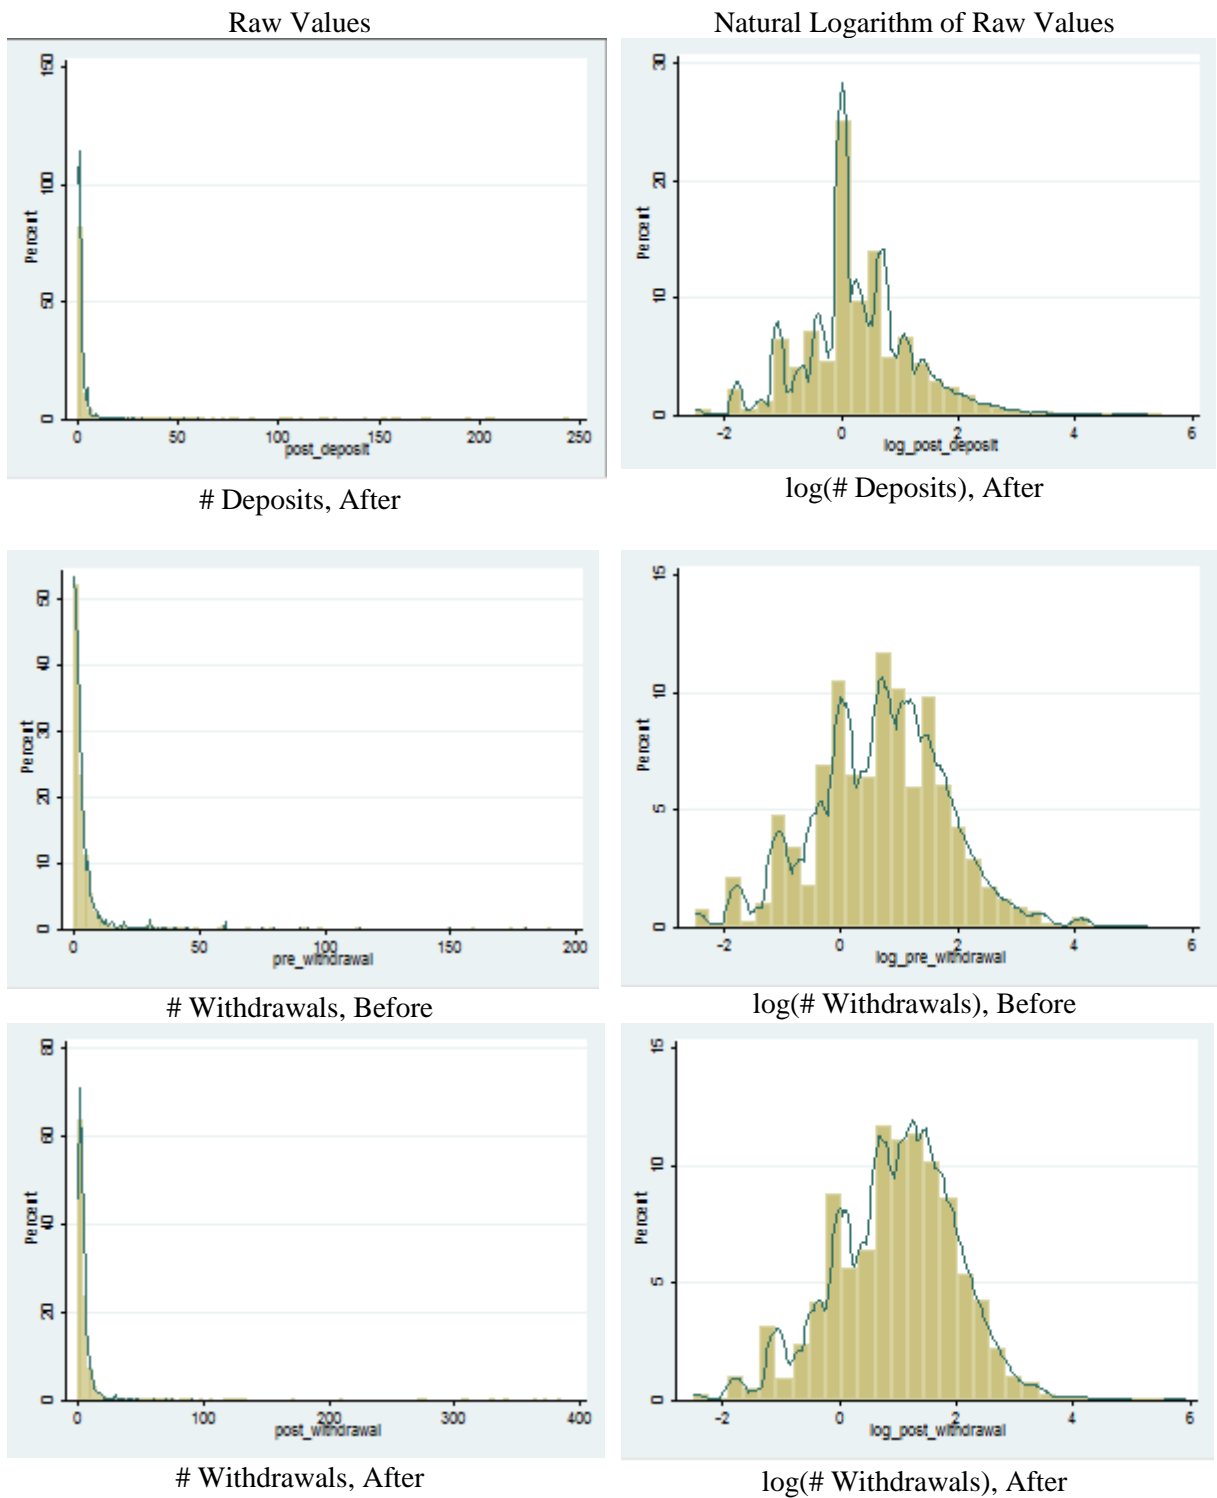 Raw Values
Natural Logarithm of Raw Values
150
100
50
0
Percent
0 50 100 150 200 250
post_deposit
# Deposits, After
30
20
10
0
Percent
-2 0 2 4 6
log_post_deposit
log(# Deposits), After
50
40
30
20
10
0
Percent
0 50 100 150 200
pre_withdrawal
# Withdrawals, Before
15
10
5
0
Percent
-2 0 2 4 6
log_pre_withdrawal
log(# Withdrawals), Before
80
60
40
20
0
Percent
0 100 200 300 400
post_withdrawal
# Withdrawals, After
15
10
5
0
Percent
-2 0 2 4 6
log_post_withdrawal
log(# Withdrawals), After